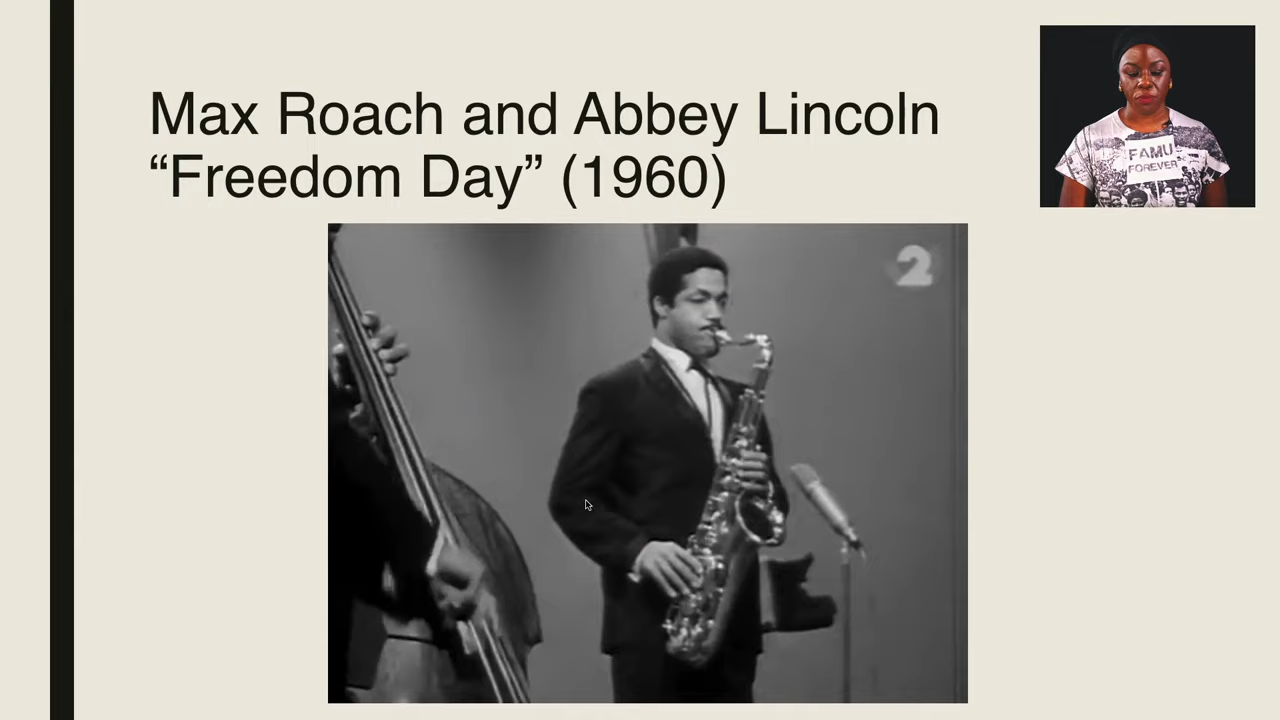 Max Roach and Abbey Lincoln
“Freedom Day” (1960)
FAMU
FOREVER
2